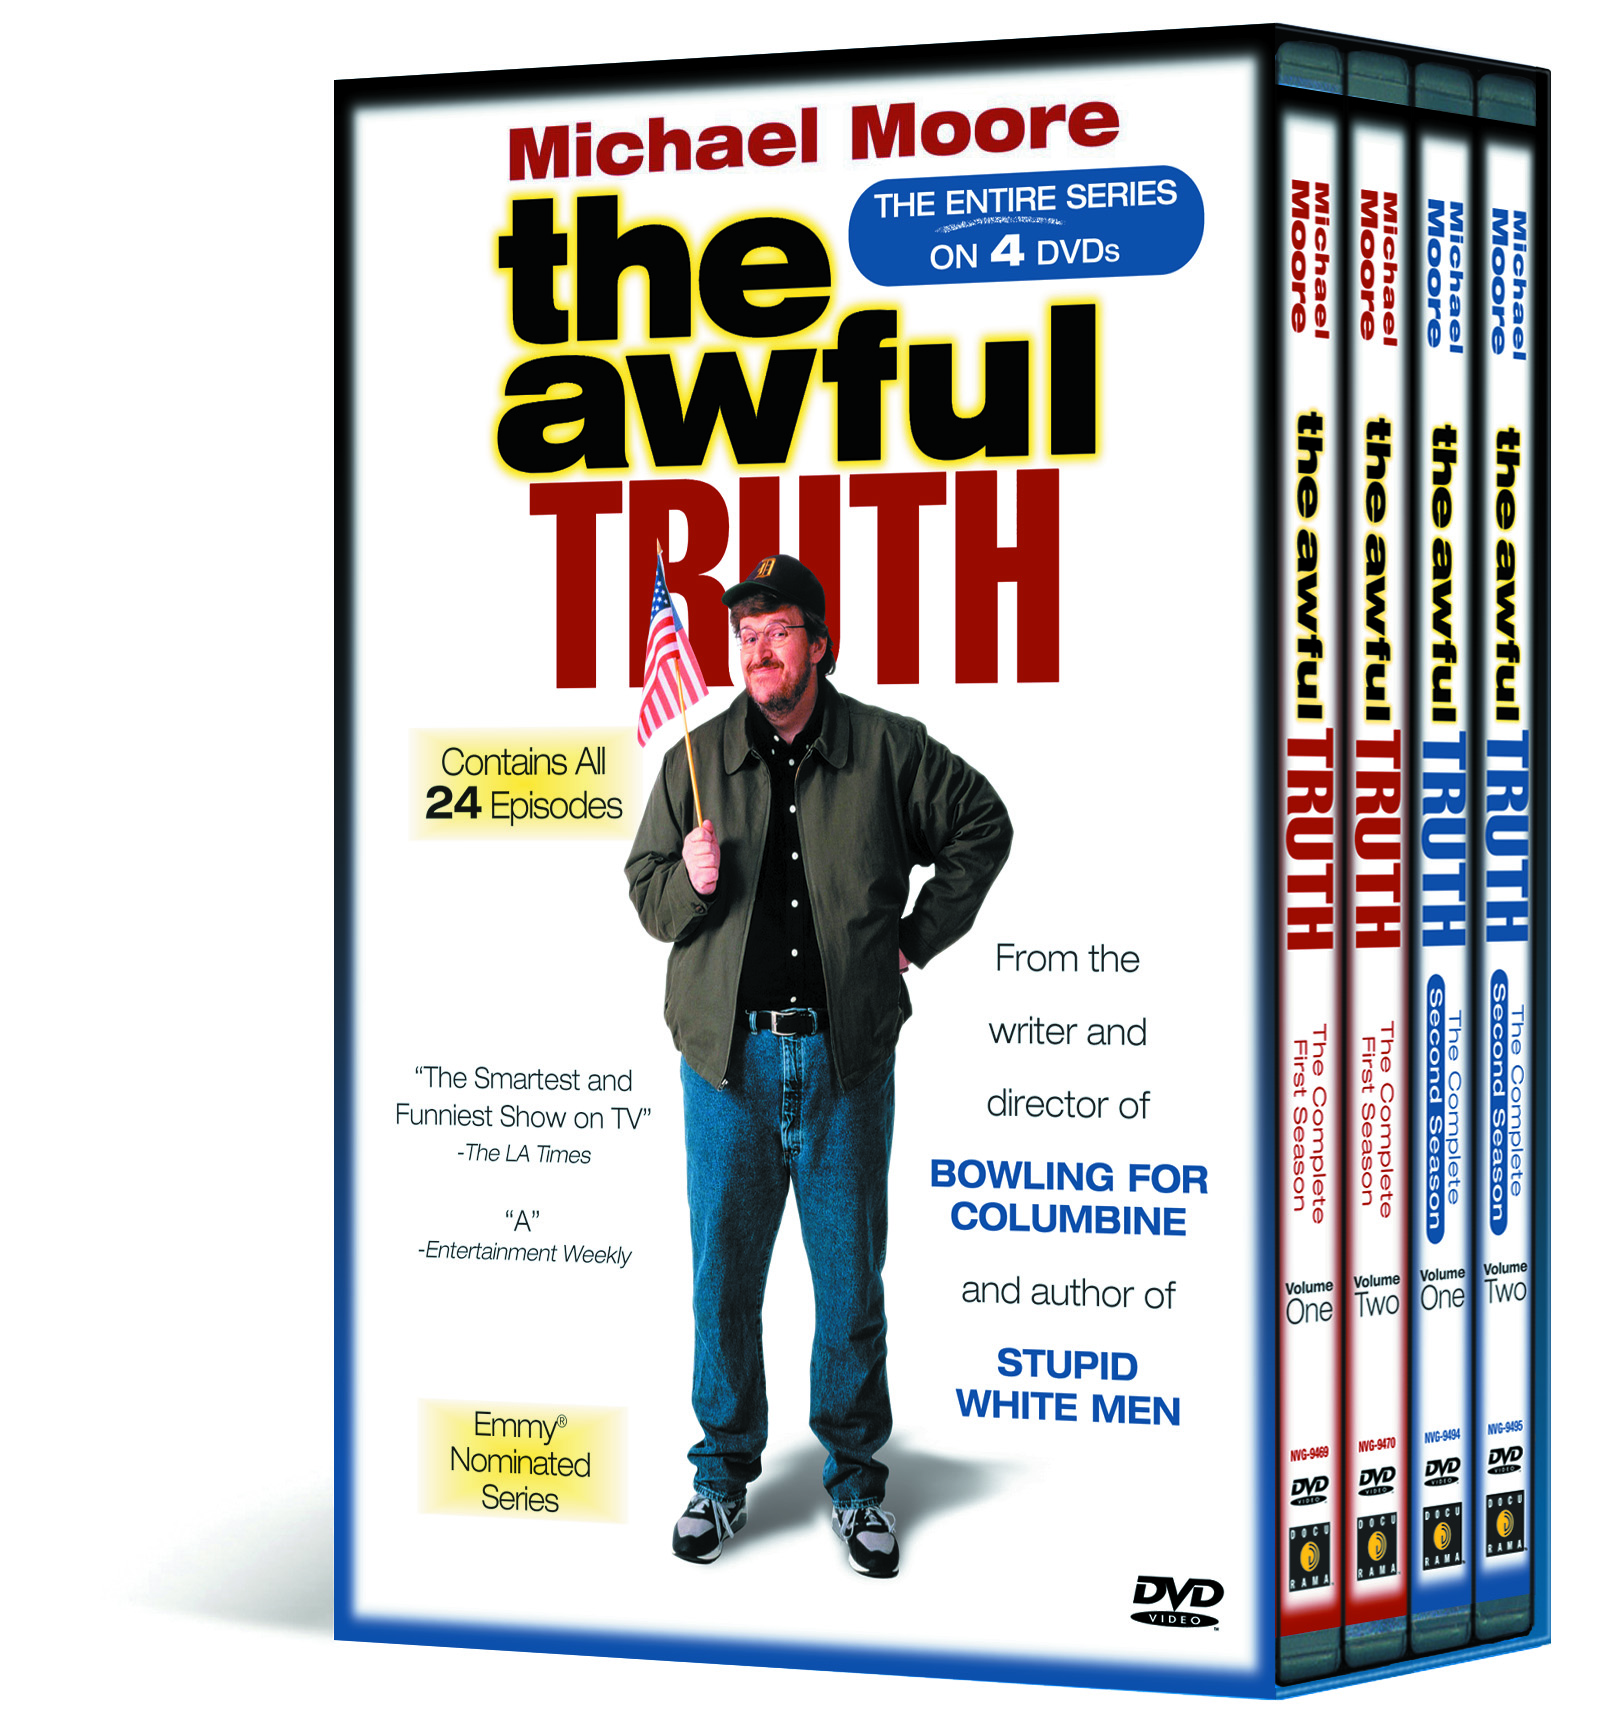 Michael Moore
the
awful
TRUTH
THE ENTIRE SERIES
ON 4 DVDs
Contains All
24 Episodes
From the
writer and
director of
BOWLING FOR
COLUMBINE
and author of
STUPID
WHITE MEN
“The Smartest and
Funniest Show on TV”
-The LA Times
“A”
-Entertainment Weekly
Emmy®
Nominated
Series
DVD
VIDEO™
D
Michael
Moore
the awful TRUTH
The Complete
First Season
Volume
One
NVG-9469
DVD
VIDEO
DOCU
RAMA
Michael
Moore
the awful TRUTH
The Complete
First Season
Volume
Two
NVG-9470
DVD
VIDEO
DOCU
RAMA
Michael
Moore
the awful TRUTH
The Complete
Second Season
Volume
One
NVG-9494
DVD
VIDEO
DOCU
RAMA
Michael
Moore
the awful TRUTH
The Complete
Second Season
Volume
Two
NVG-9495
DVD
VIDEO
DOCU
RAMA